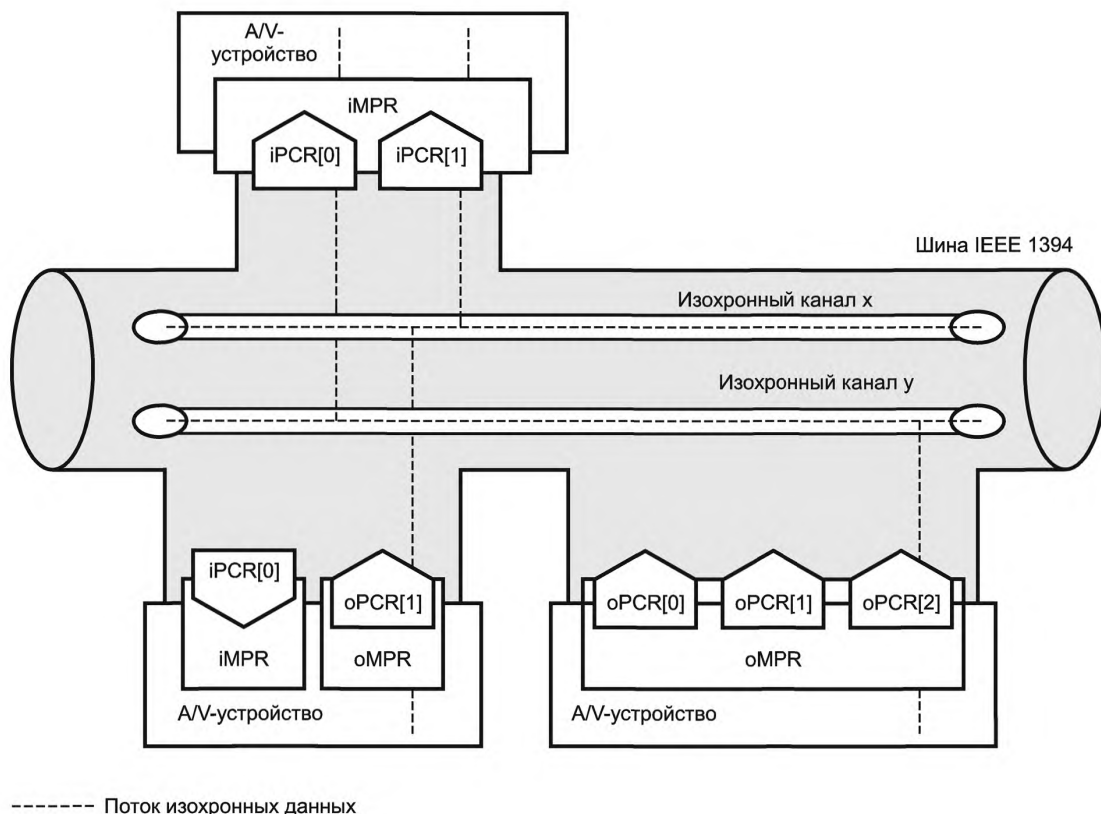 A/V-
устройство
iMPR
iPCR[0]
iPCR[1]
Шина IEEE 1394
Изохронный канал x
Изохронный канал y
iPCR[0]
oPCR[1]
iMPR
oMPR
A/V-устройство
oPCR[0]
oPCR[1]
oPCR[2]
oMPR
A/V-устройство
Поток изохронных данных